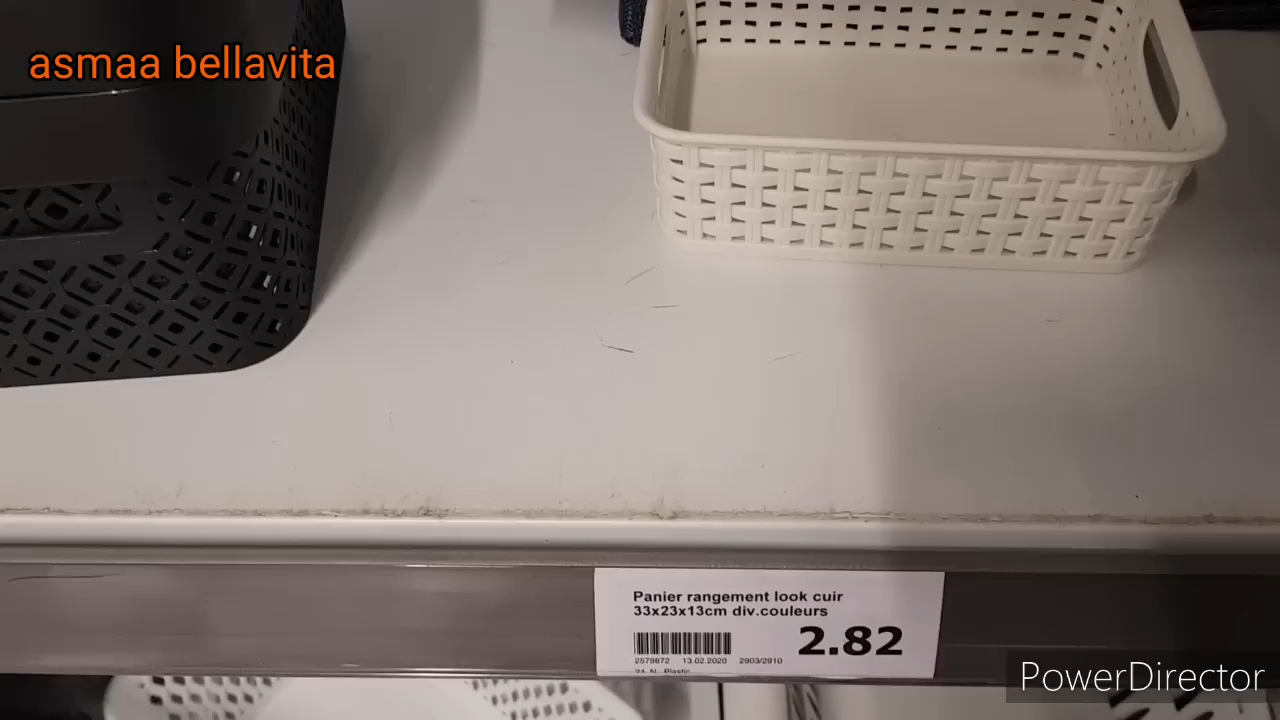 asmaa bellavita
Panier rangement look cuir
33x23x13cm div.couleurs
2.82
2579872 13.02.2020 2903/2910
PowerDirector